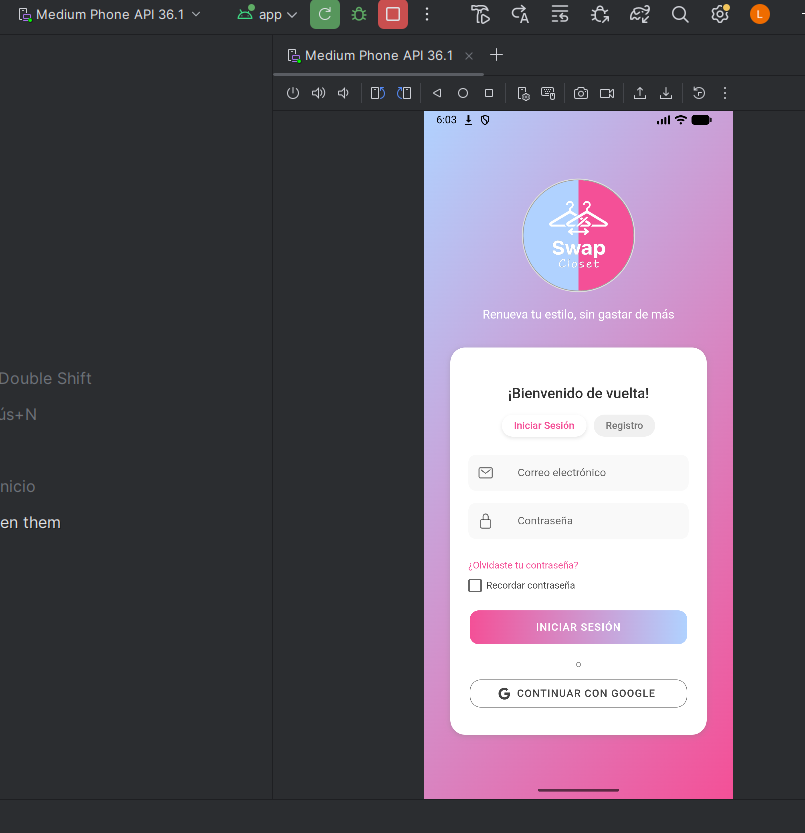 Medium Phone API 36.1
app
L
Medium Phone API 36.1
6:03
Swap
Closet
Renueva tu estilo, sin gastar de más
Double Shift
ús+N
nicio
en them
¡Bienvenido de vuelta!
Iniciar Sesión Registro
Correo electrónico
Contraseña
¿Olvidaste tu contraseña?
Recordar contraseña
INICIAR SESIÓN
o
G CONTINUAR CON GOOGLE